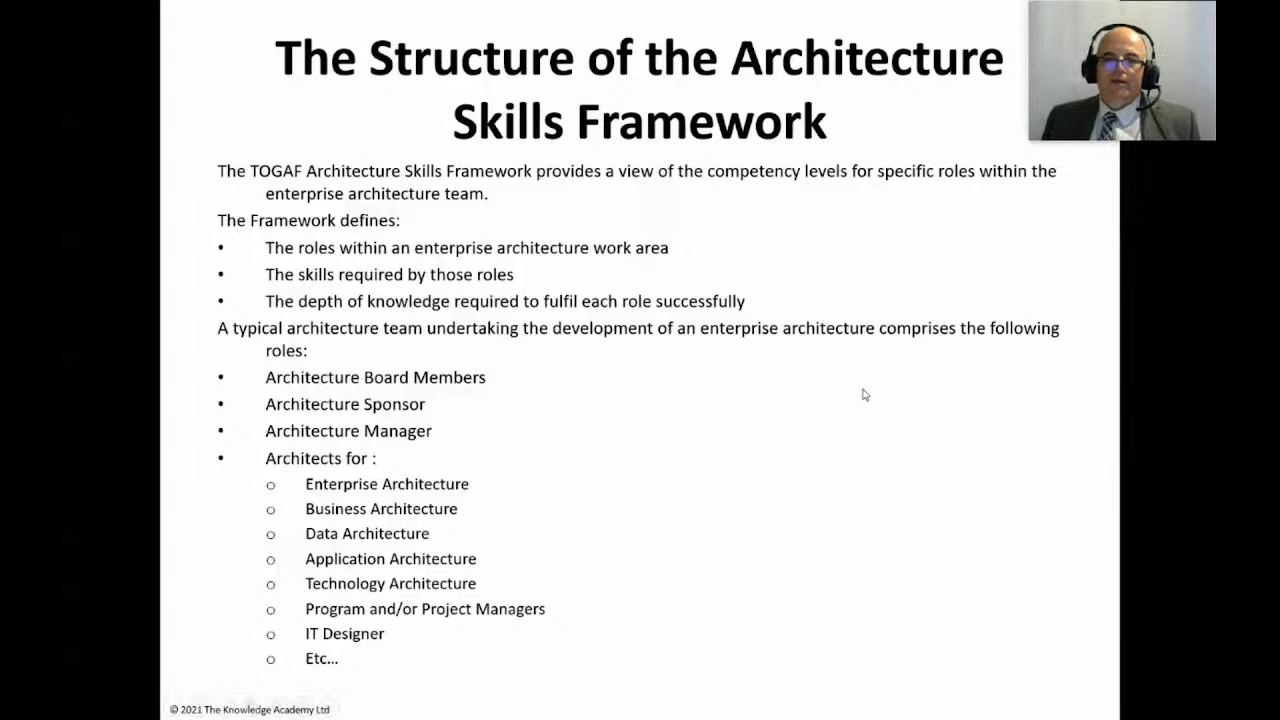 The Structure of the Architecture
Skills Framework
The TOGAF Architecture Skills Framework provides a view of the competency levels for specific roles within the
enterprise architecture team.
The Framework defines:
• The roles within an enterprise architecture work area
• The skills required by those roles
• The depth of knowledge required to fulfil each role successfully
A typical architecture team undertaking the development of an enterprise architecture comprises the following
roles:
• Architecture Board Members
• Architecture Sponsor
• Architecture Manager
• Architects for :
o Enterprise Architecture
o Business Architecture
o Data Architecture
o Application Architecture
o Technology Architecture
o Program and/or Project Managers
o IT Designer
o Etc...
© 2021 The Knowledge Academy Ltd